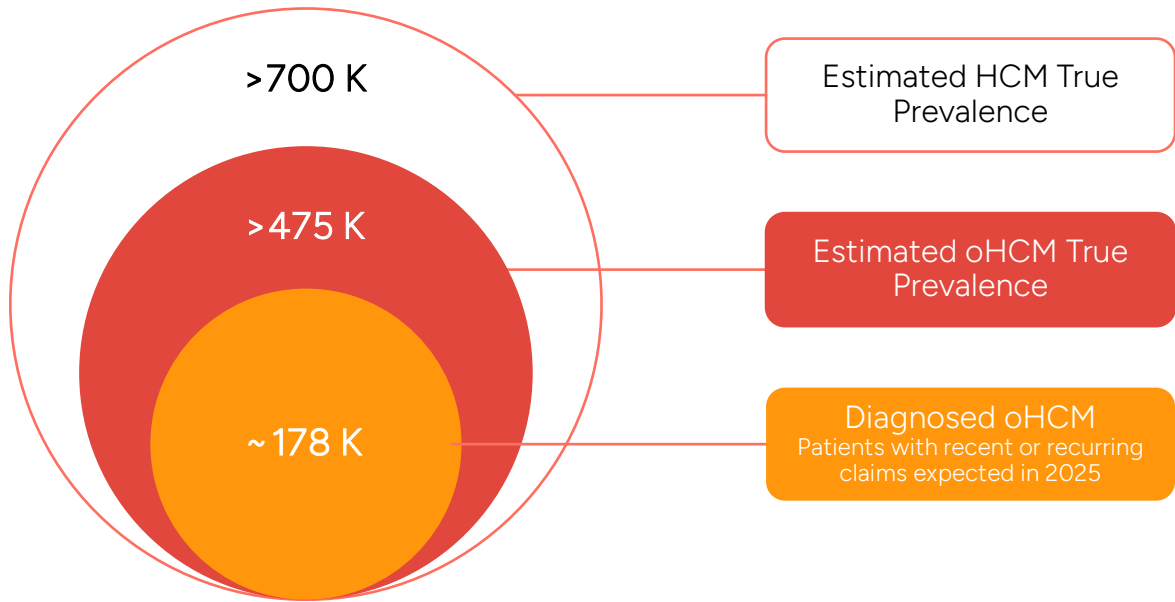 >700 K
Estimated HCM True
Prevalence
>475 K
Estimated oHCM True
Prevalence
~178 K
Diagnosed oHCM
Patients with recent or recurring
claims expected in 2025